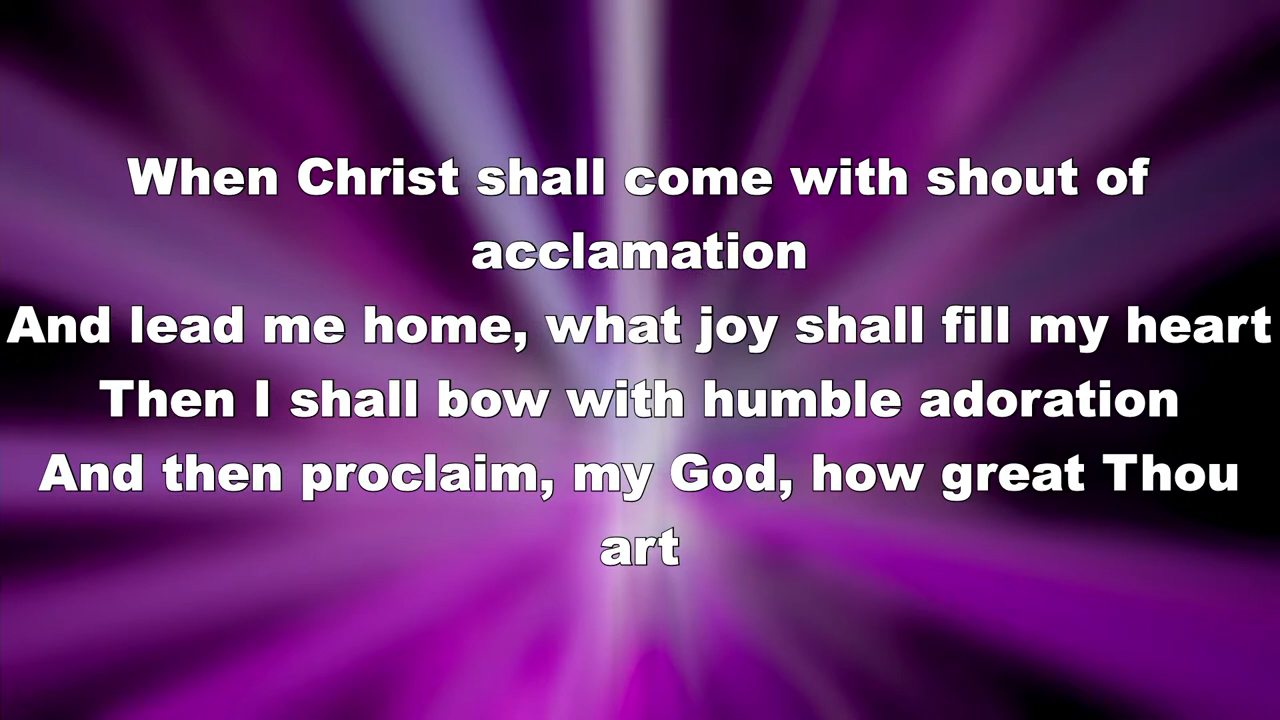 When Christ shall come with shout of
acclamation
And lead me home, what joy shall fill my heart
Then I shall bow with humble adoration
And then proclaim, my God, how great Thou
art